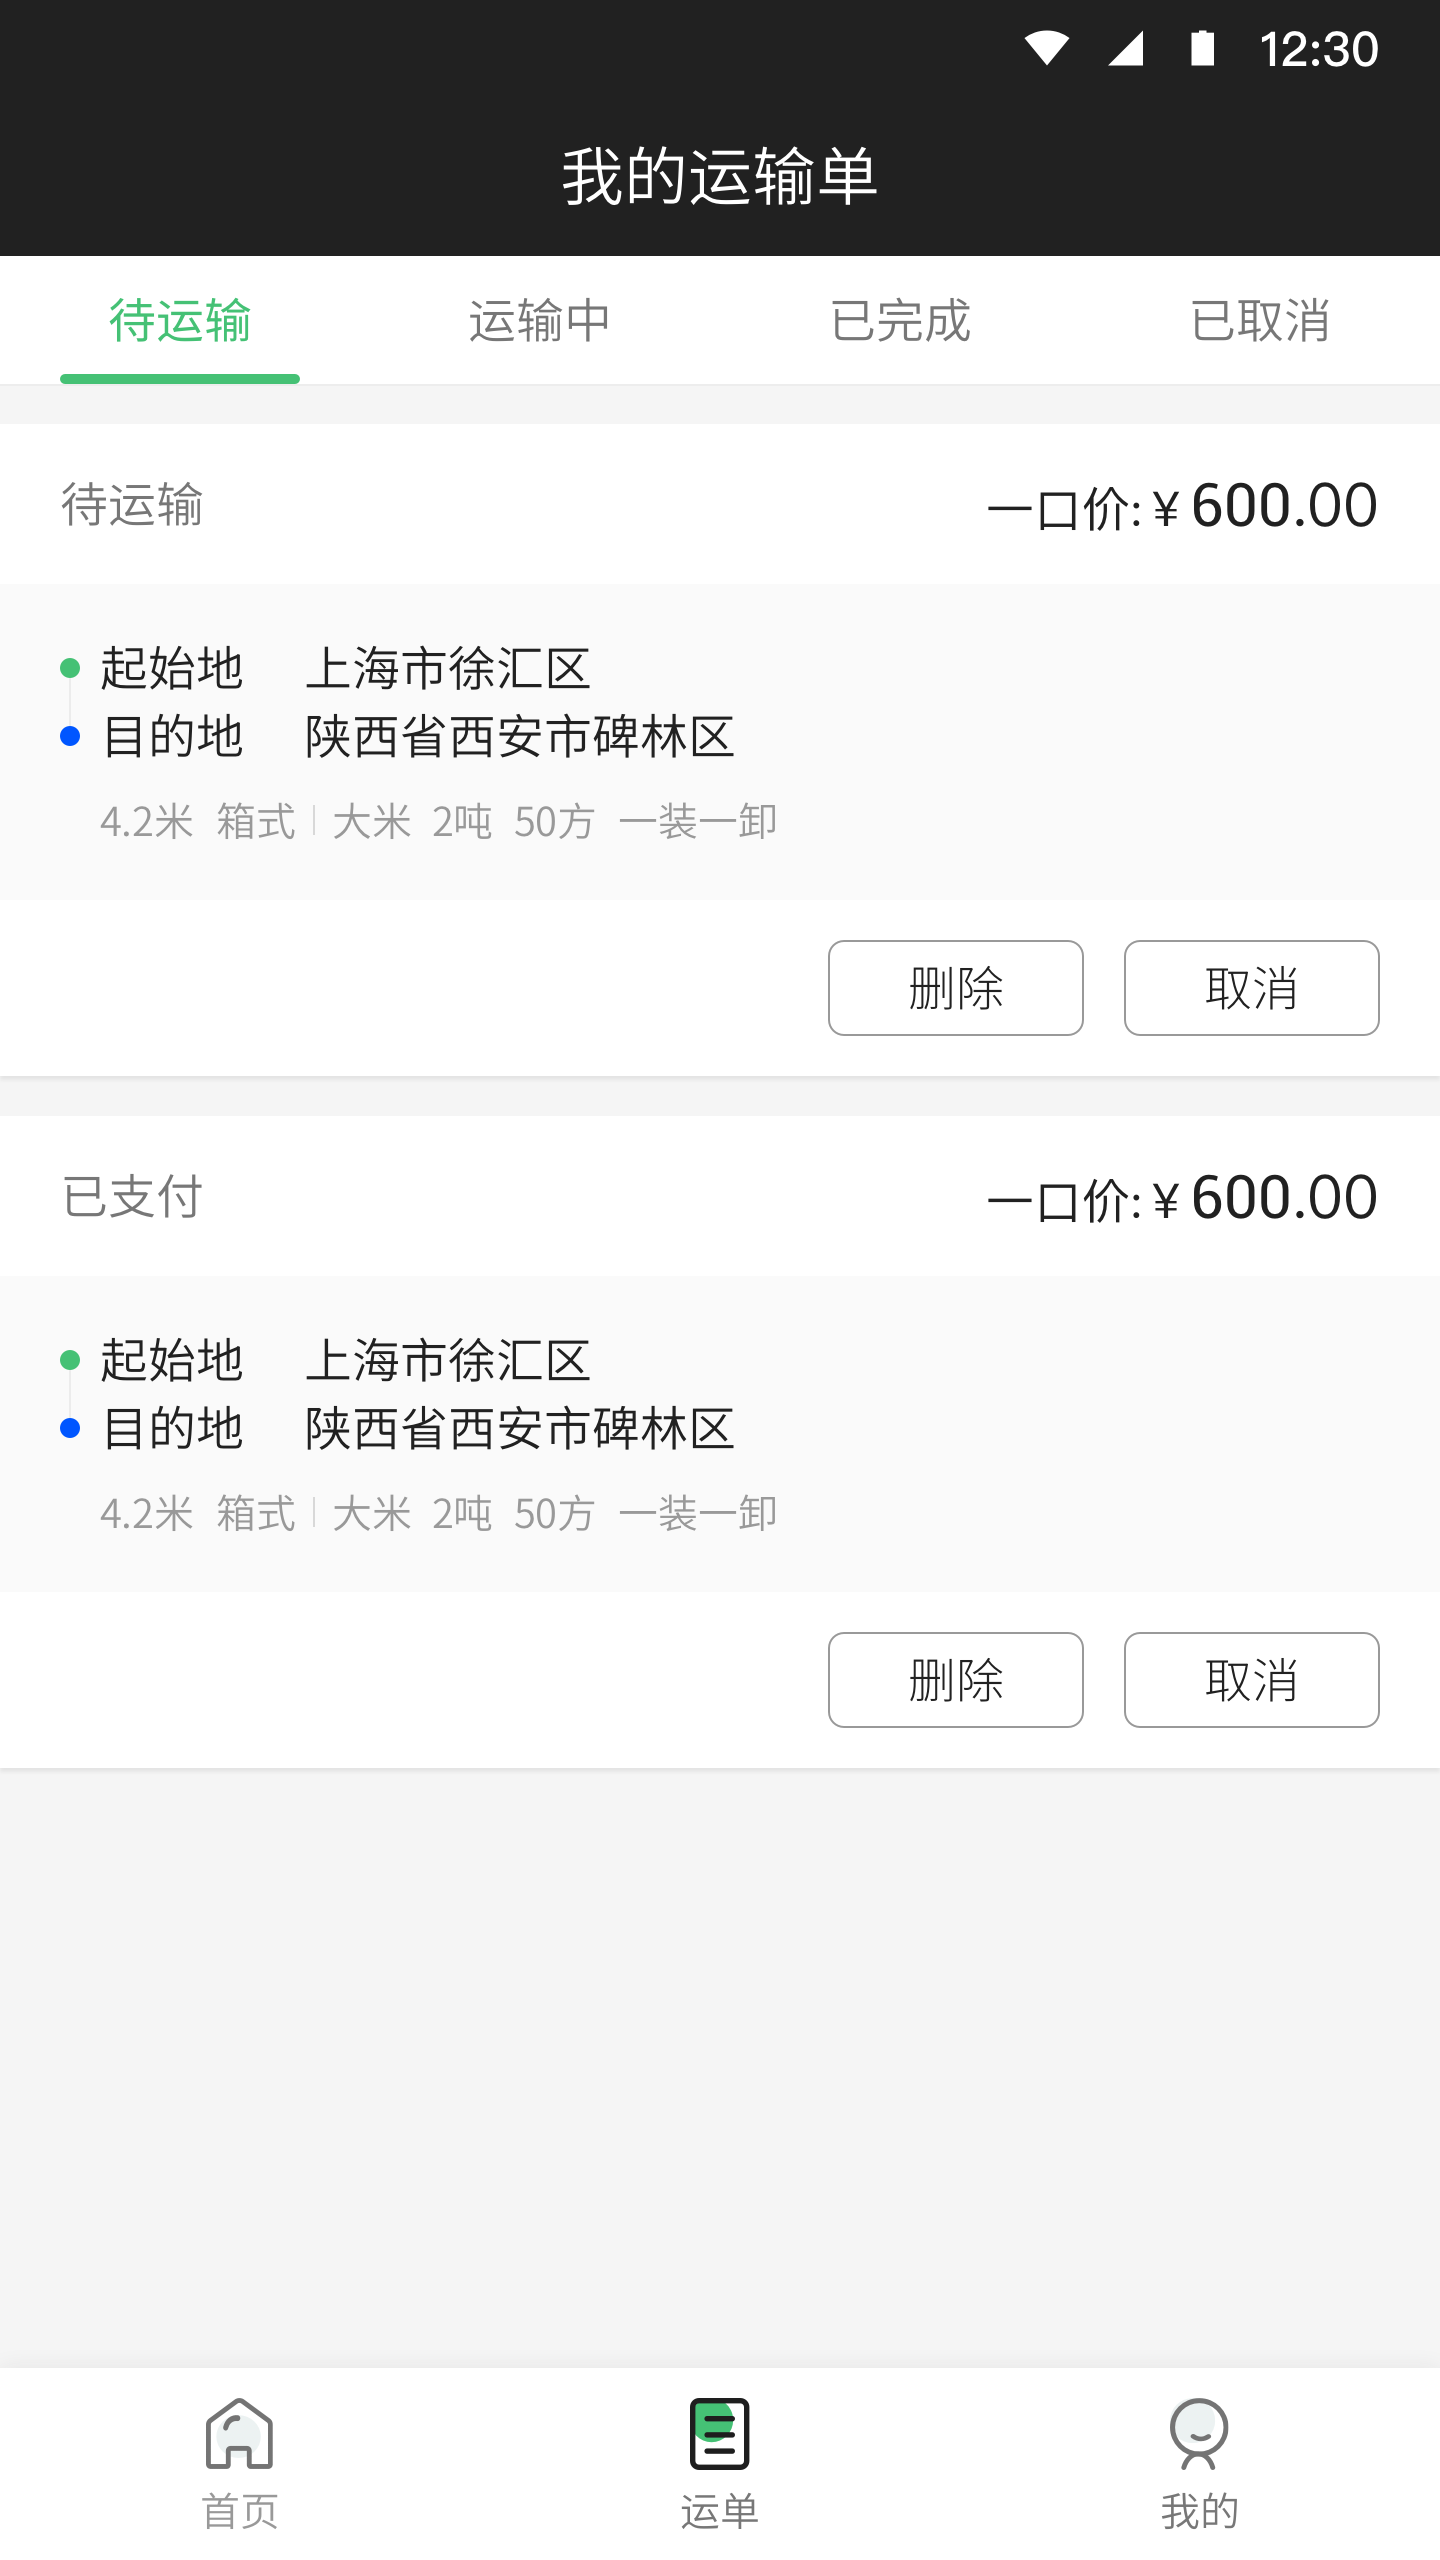 12:30
我的运输单
待运输 运输中 已完成 已取消
待运输 一口价: ¥ 600.00
起始地 上海市徐汇区
目的地 陕西省西安市碑林区
4.2米 箱式 大米 2吨 50方 一装一卸
删除 取消
已支付 一口价: ¥ 600.00
起始地 上海市徐汇区
目的地 陕西省西安市碑林区
4.2米 箱式 大米 2吨 50方 一装一卸
删除 取消
首页 运单 我的